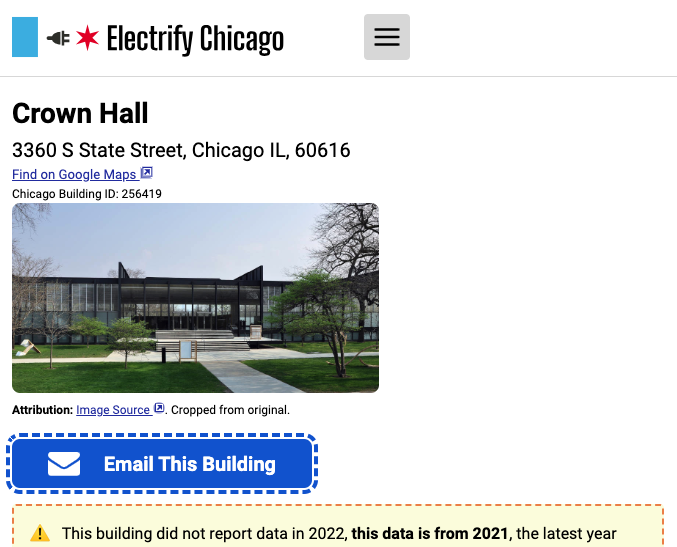 Electrify Chicago
Crown Hall
3360 S State Street, Chicago IL, 60616
Find on Google Maps
Chicago Building ID: 256419
Attribution: Image Source. Cropped from original.
Email This Building
This building did not report data in 2022, this data is from 2021, the latest year